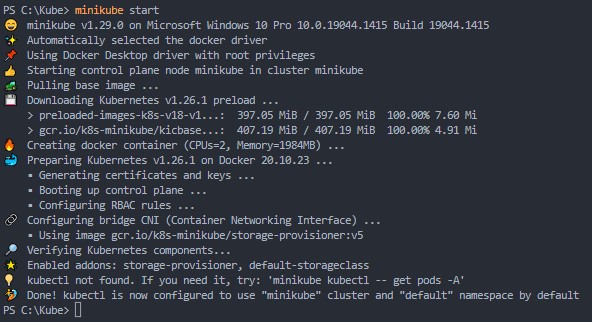 PS C:\Kube> minikube start
😄 minikube v1.29.0 on Microsoft Windows 10 Pro 10.0.19044.1415 Build 19044.1415
✨ Automatically selected the docker driver
📌 Using Docker Desktop driver with root privileges
👍 Starting control plane node minikube in cluster minikube
🚜 Pulling base image ...
💾 Downloading Kubernetes v1.26.1 preload ...
> preloaded-images-k8s-v18-v1...: 397.05 MiB / 397.05 MiB 100.00% 7.60 Mi
> gcr.io/k8s-minikube/kicbase...: 407.19 MiB / 407.19 MiB 100.00% 4.91 Mi
🔥 Creating docker container (CPUs=2, Memory=1984MB) ...
🐳 Preparing Kubernetes v1.26.1 on Docker 20.10.23 ...
▪ Generating certificates and keys ...
▪ Booting up control plane ...
▪ Configuring RBAC rules ...
🔗 Configuring bridge CNI (Container Networking Interface) ...
▪ Using image gcr.io/k8s-minikube/storage-provisioner:v5
🔎 Verifying Kubernetes components...
🌟 Enabled addons: storage-provisioner, default-storageclass
💡 kubectl not found. If you need it, try: 'minikube kubectl -- get pods -A'
🏄 Done! kubectl is now configured to use "minikube" cluster and "default" namespace by default
PS C:\Kube>